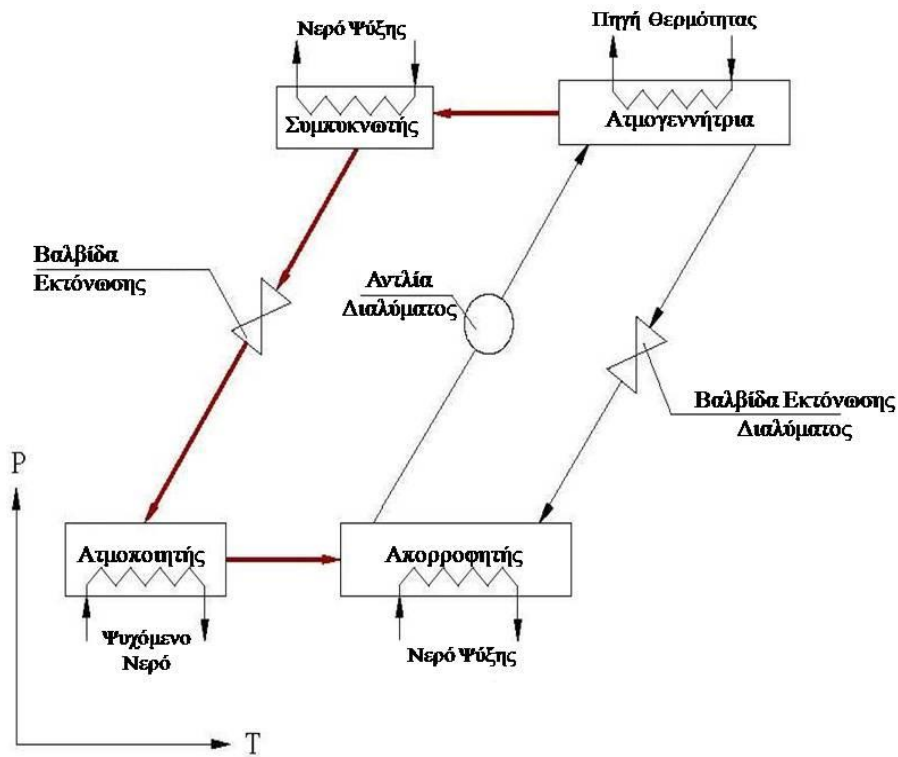 Νερό Ψύξης
Πηγή Θερμότητας
Συμπυκνωτής
Ατμογεννήτρια
Βαλβίδα
Εκτόνωσης
Αντλία
Διαλύματος
Βαλβίδα Εκτόνωσης
Διαλύματος
P
Ατμοποιητής
Απορροφητής
Ψυχόμενο
Νερό
Νερό Ψύξης
T